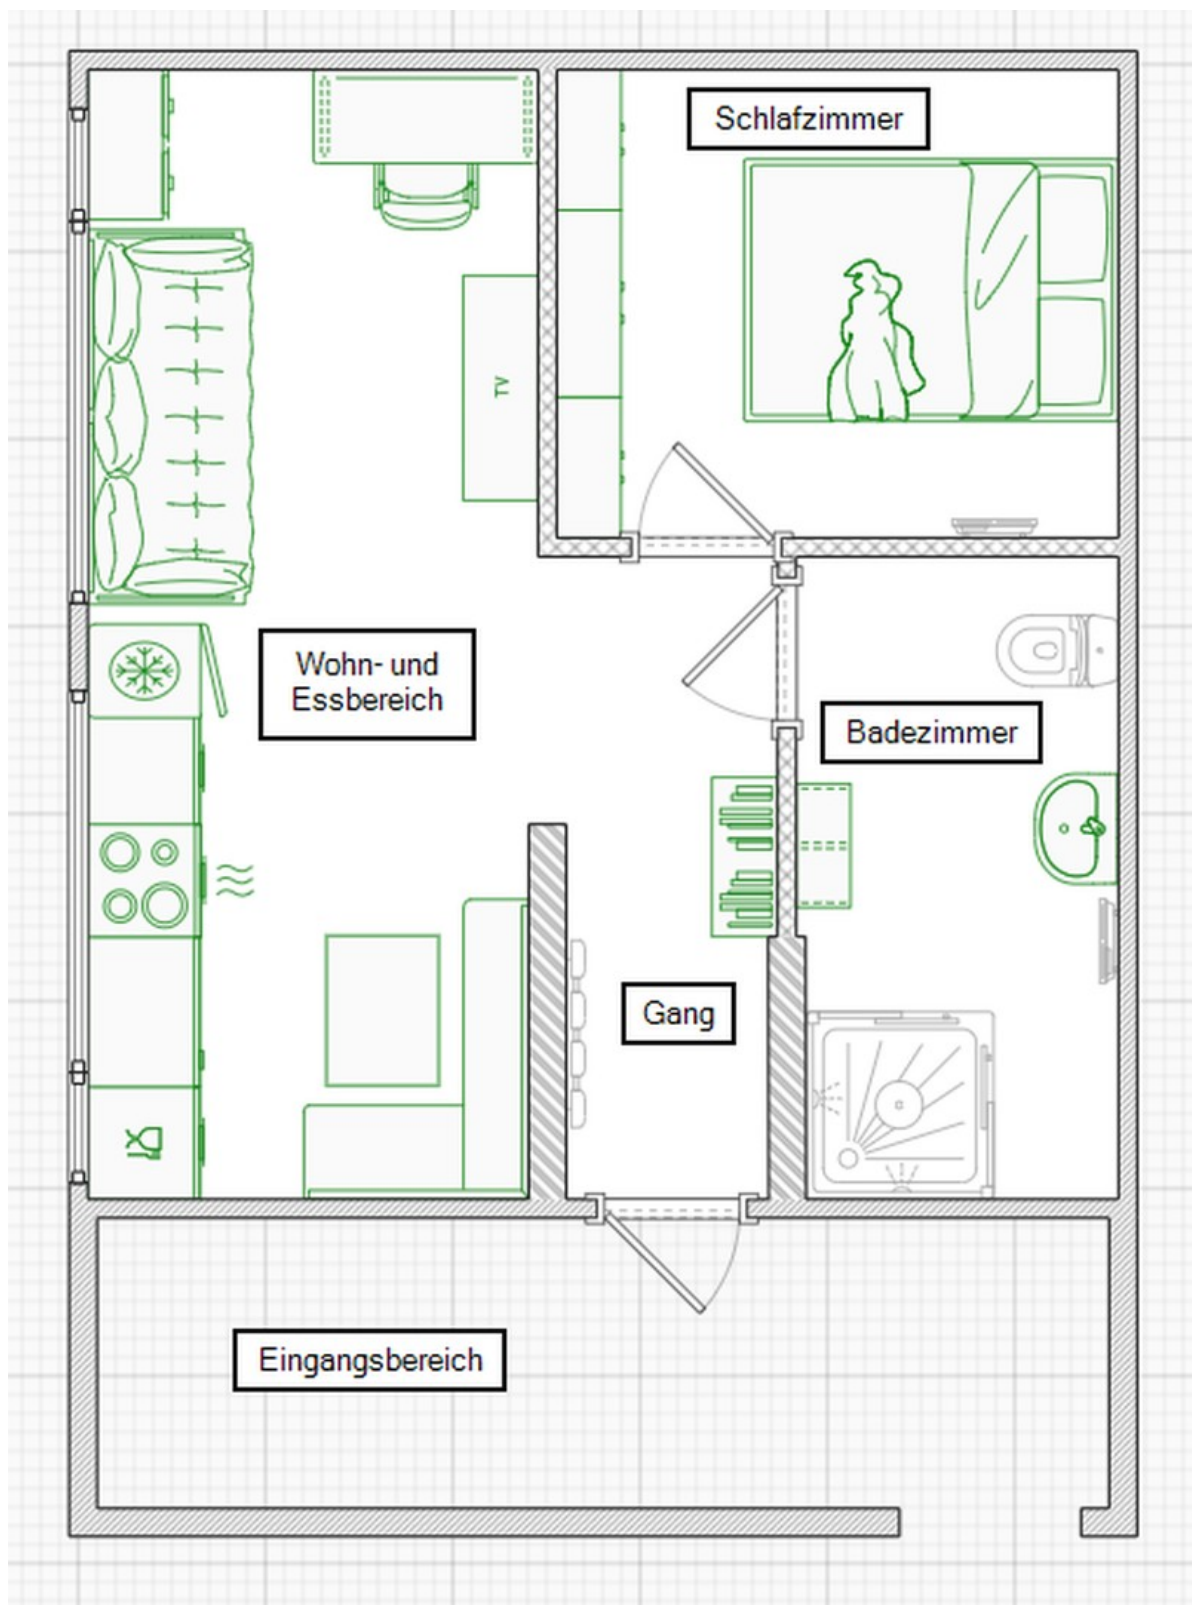 Schlafzimmer
TV
Wohn- und
Essbereich
Badezimmer
Gang
Eingangsbereich